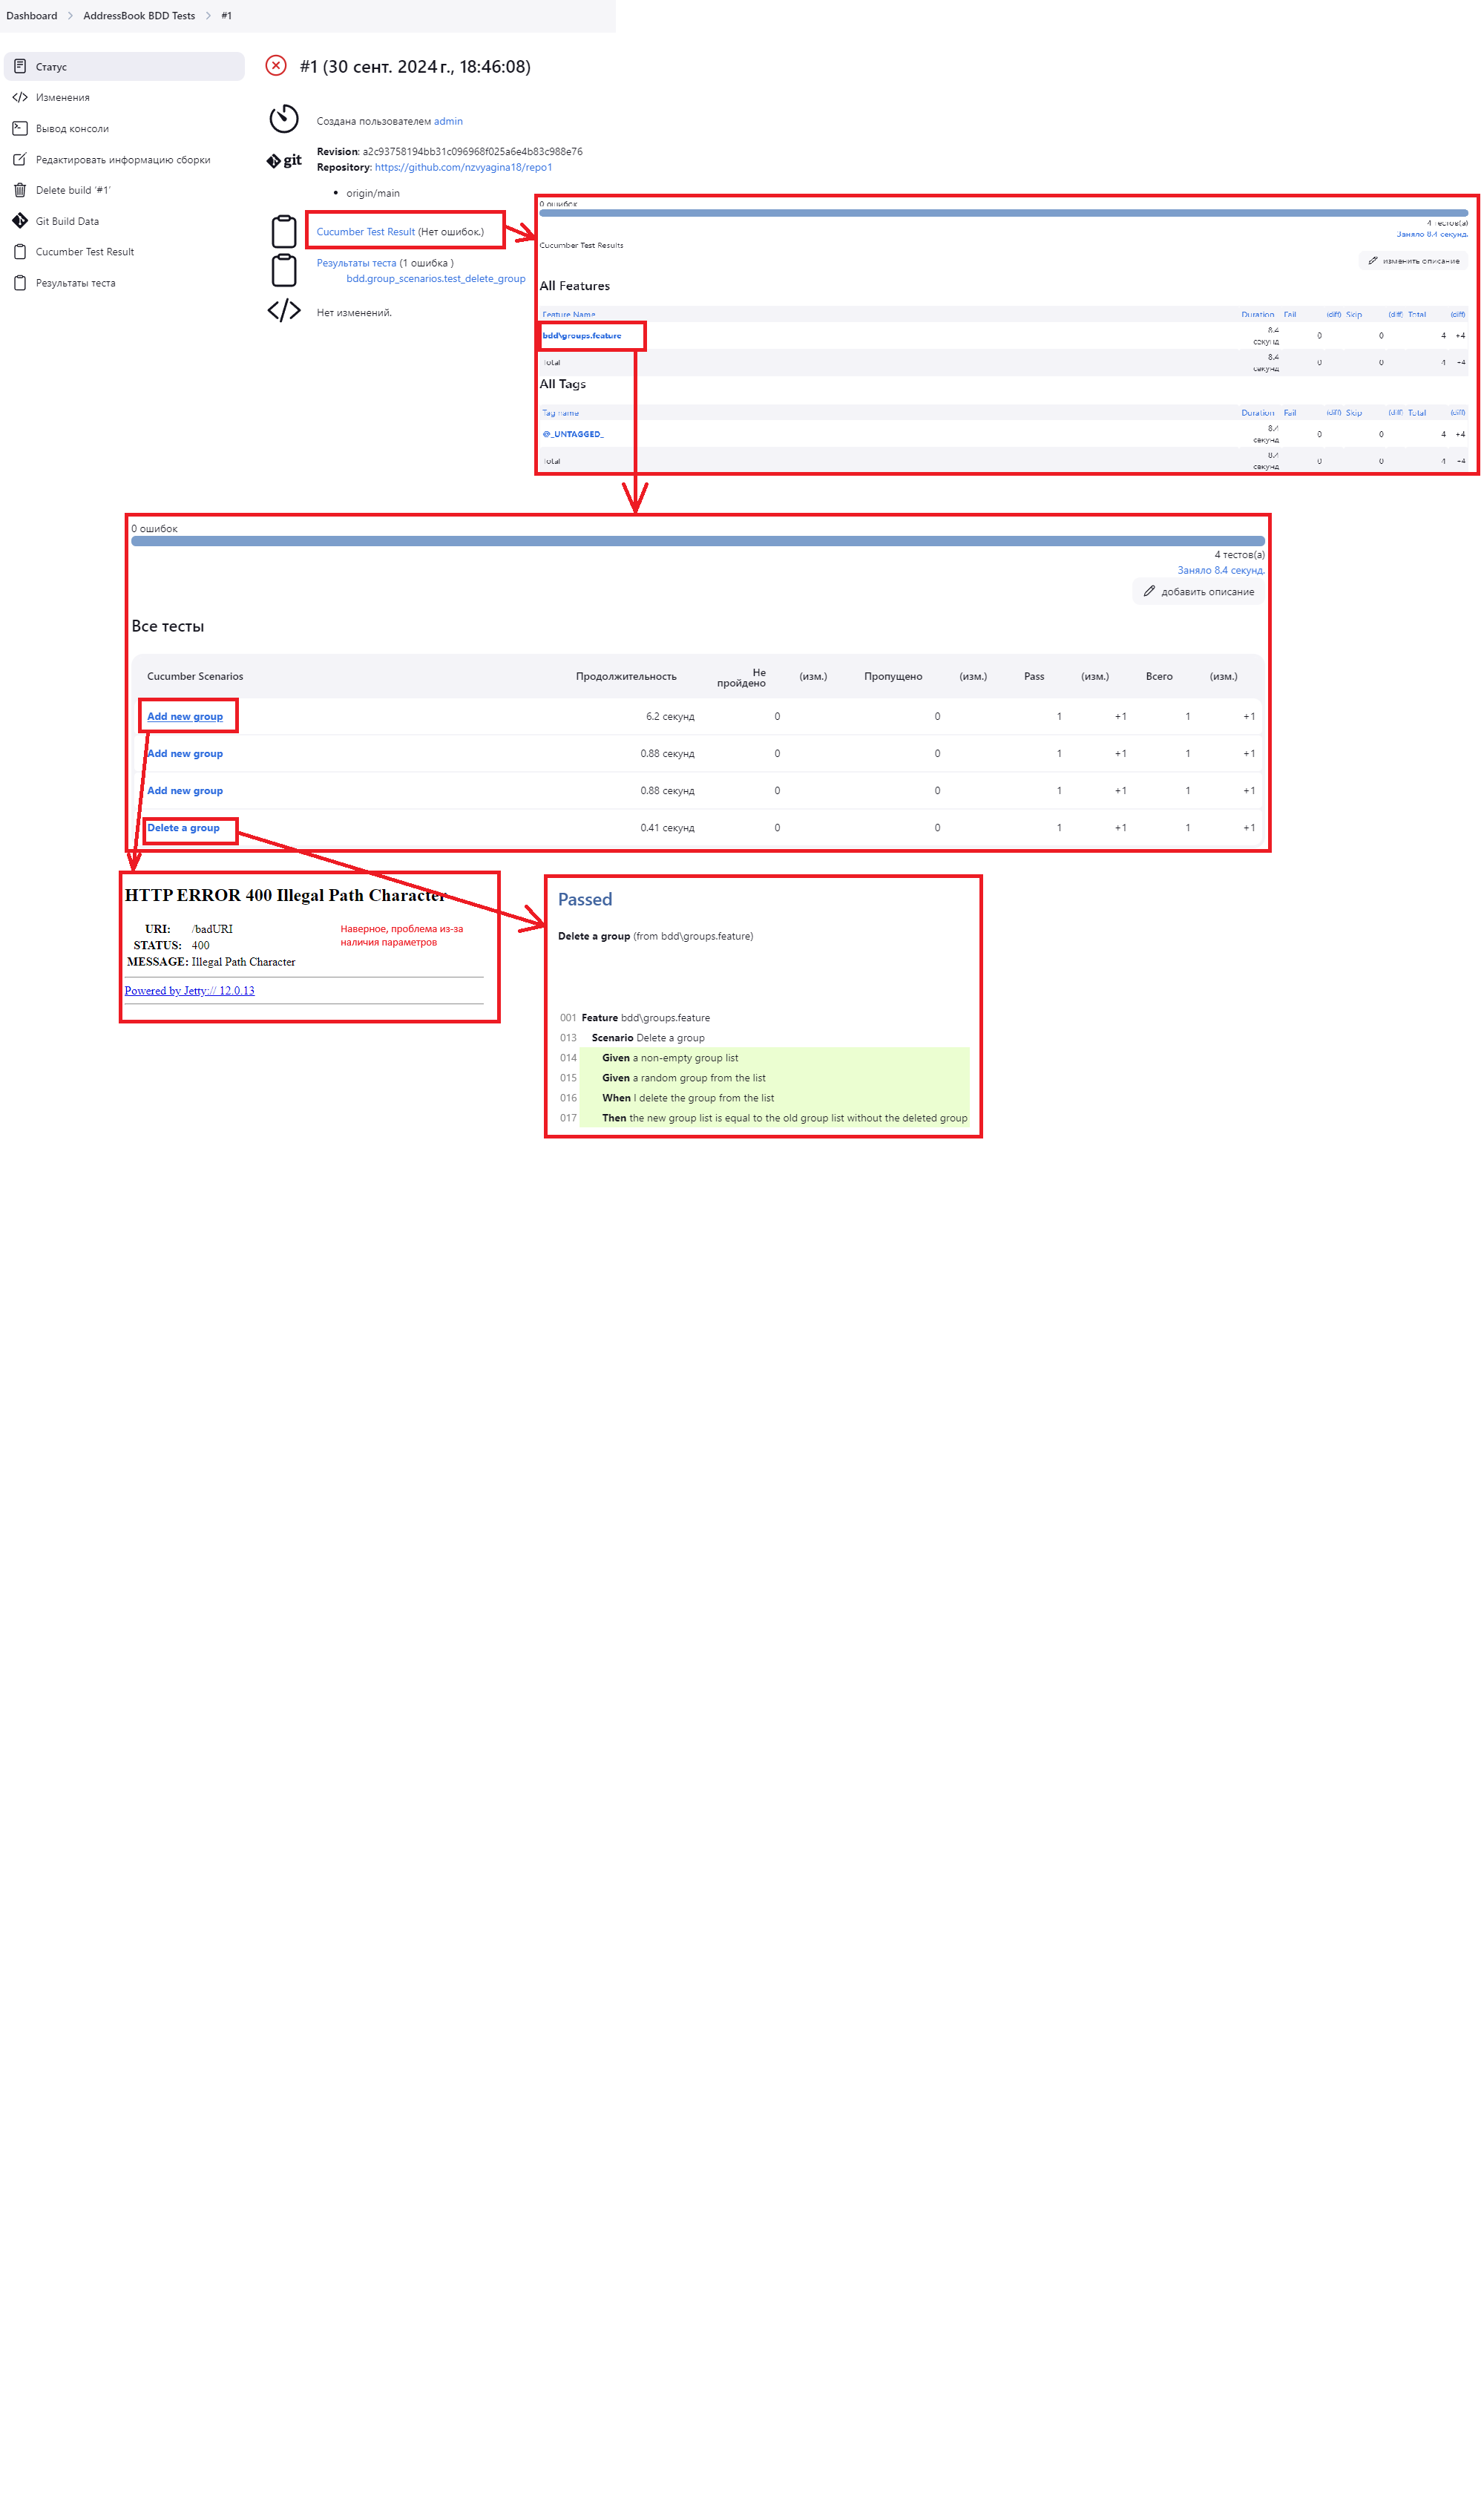 Dashboard > AddressBook BDD Tests > #1
Статус
Изменения
Вывод консоли
Редактировать информацию сборки
Delete build '#1'
Git Build Data
Cucumber Test Result
Результаты теста
#1 (30 сент. 2024 г., 18:46:08)
Создана пользователем admin
git
Revision: a2c93758194bb31c096968f025a6e4b83c988e76
Repository: https://github.com/nzvyagina18/repo1
origin/main
Cucumber Test Result (Нет ошибок.)
Результаты теста (1 ошибка )
bdd.group_scenarios.test_delete_group
Нет изменений.
0 ошибок
4 тестов(а)
Заняло 8.4 секунд.
Cucumber Test Results
изменить описание
All Features
Feature Name Duration Fail (diff) Skip (diff) Total (diff)
bdd\groups.feature 8.4 секунд 0 0 4 +4
Total 8.4 секунд 0 0 4 +4
All Tags
Tag name Duration Fail (diff) Skip (diff) Total (diff)
@_UNTAGGED_ 8.4 секунд 0 0 4 +4
Total 8.4 секунд 0 0 4 +4
0 ошибок
4 тестов(а)
Заняло 8.4 секунд.
добавить описание
Все тесты
Cucumber Scenarios Продолжительность Не пройдено (изм.) Пропущено (изм.) Pass (изм.) Всего (изм.)
Add new group 6.2 секунд 0 0 1 +1 1 +1
Add new group 0.88 секунд 0 0 1 +1 1 +1
Add new group 0.88 секунд 0 0 1 +1 1 +1
Delete a group 0.41 секунд 0 0 1 +1 1 +1
HTTP ERROR 400 Illegal Path Character
URI: /badURI
STATUS: 400
MESSAGE: Illegal Path Character
Наверное, проблема из-за
наличия параметров
Powered by Jetty:// 12.0.13
Passed
Delete a group (from bdd\groups.feature)
001 Feature bdd\groups.feature
013 Scenario Delete a group
014 Given a non-empty group list
015 Given a random group from the list
016 When I delete the group from the list
017 Then the new group list is equal to the old group list without the deleted group